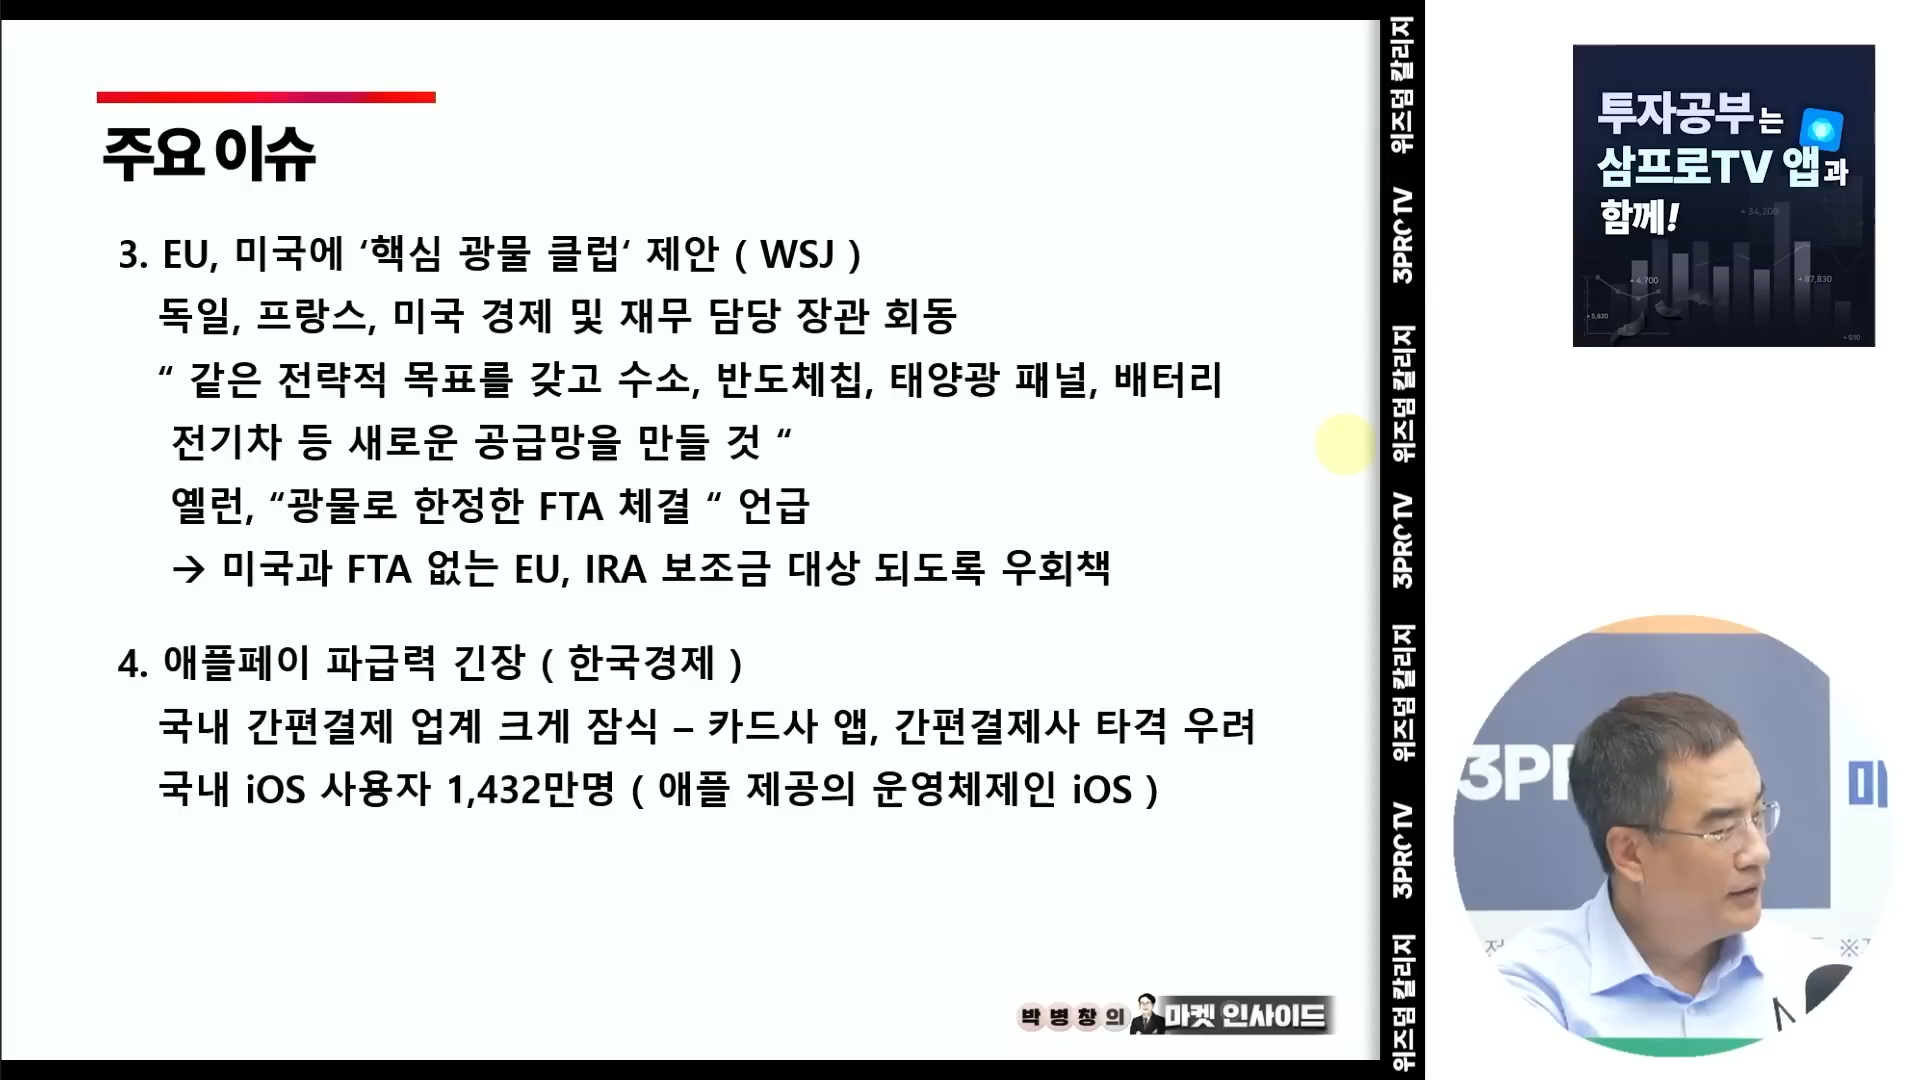 주요 이슈
3. EU, 미국에 ‘핵심 광물 클럽‘ 제안 ( WSJ )
독일, 프랑스, 미국 경제 및 재무 담당 장관 회동
“ 같은 전략적 목표를 갖고 수소, 반도체칩, 태양광 패널, 배터리
전기차 등 새로운 공급망을 만들 것 “
옐런, “광물로 한정한 FTA 체결 “ 언급
→ 미국과 FTA 없는 EU, IRA 보조금 대상 되도록 우회책
4. 애플페이 파급력 긴장 ( 한국경제 )
국내 간편결제 업계 크게 잠식 – 카드사 앱, 간편결제사 타격 우려
국내 iOS 사용자 1,432만명 ( 애플 제공의 운영체제인 iOS )
박병창의 마켓 인사이드
위즈덤 칼리지
3PROTV
위즈덤 칼리지
3PROTV
위즈덤 칼리지
3PROTV
위즈덤 칼리지
투자공부는
삼프로TV 앱과
함께!
34,200
4,700
87,830
5,820
930
3PR